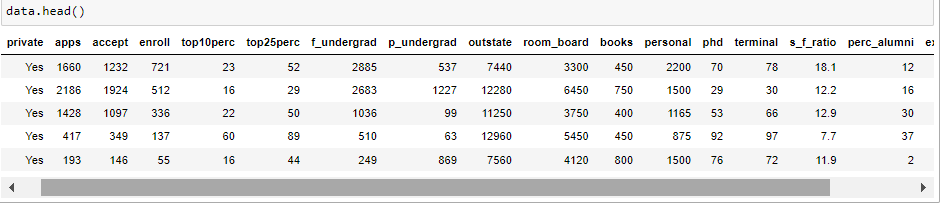 data.head()
private apps accept enroll top10perc top25perc f_undergrad p_undergrad outstate room_board books personal phd terminal s_f_ratio perc_alumni ex
Yes 1660 1232 721 23 52 2885 537 7440 3300 450 2200 70 78 18.1 12
Yes 2186 1924 512 16 29 2683 1227 12280 6450 750 1500 29 30 12.2 16
Yes 1428 1097 336 22 50 1036 99 11250 3750 400 1165 53 66 12.9 30
Yes 417 349 137 60 89 510 63 12960 5450 450 875 92 97 7.7 37
Yes 193 146 55 16 44 249 869 7560 4120 800 1500 76 72 11.9 2